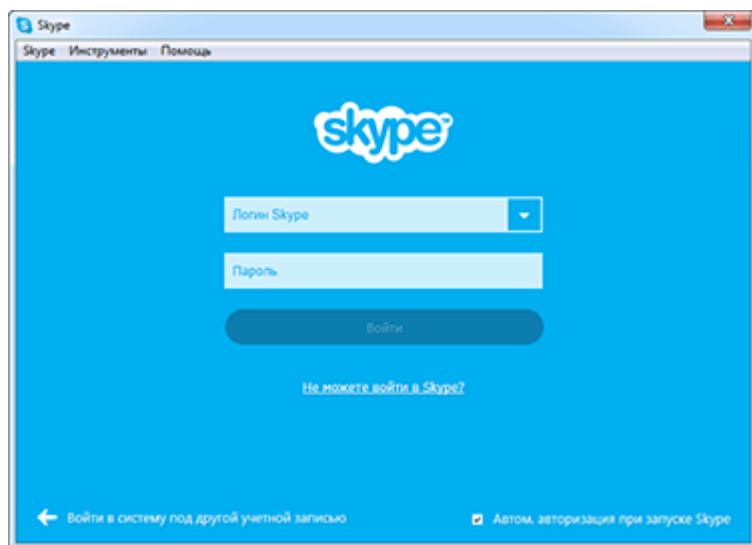 Skype
Skype Инструменты Помощь
skype™
Логин Skype
Пароль
Войти
Не можете войти в Skype?
Войти в систему под другой учетной записью
Автом. авторизация при запуске Skype